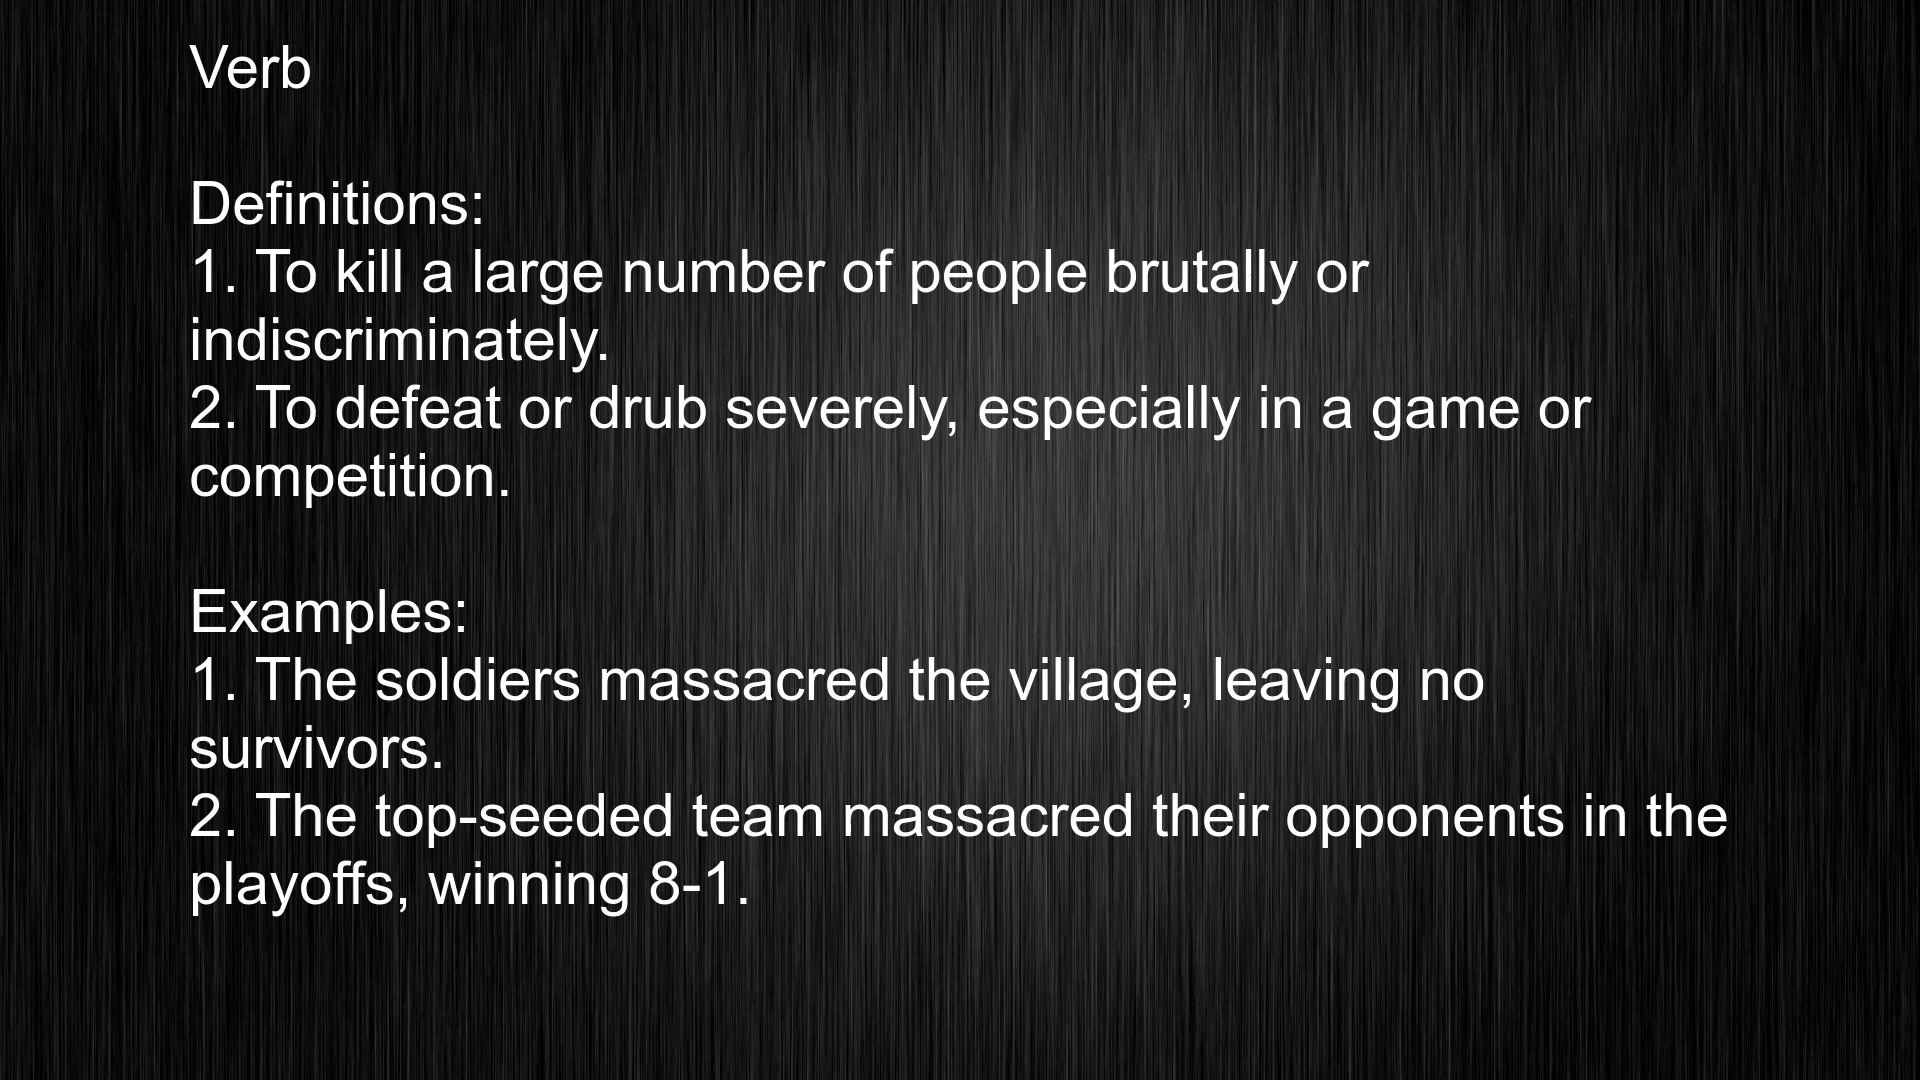 Verb
Definitions:
1. To kill a large number of people brutally or
indiscriminately.
2. To defeat or drub severely, especially in a game or
competition.
Examples:
1. The soldiers massacred the village, leaving no
survivors.
2. The top-seeded team massacred their opponents in the
playoffs, winning 8-1.